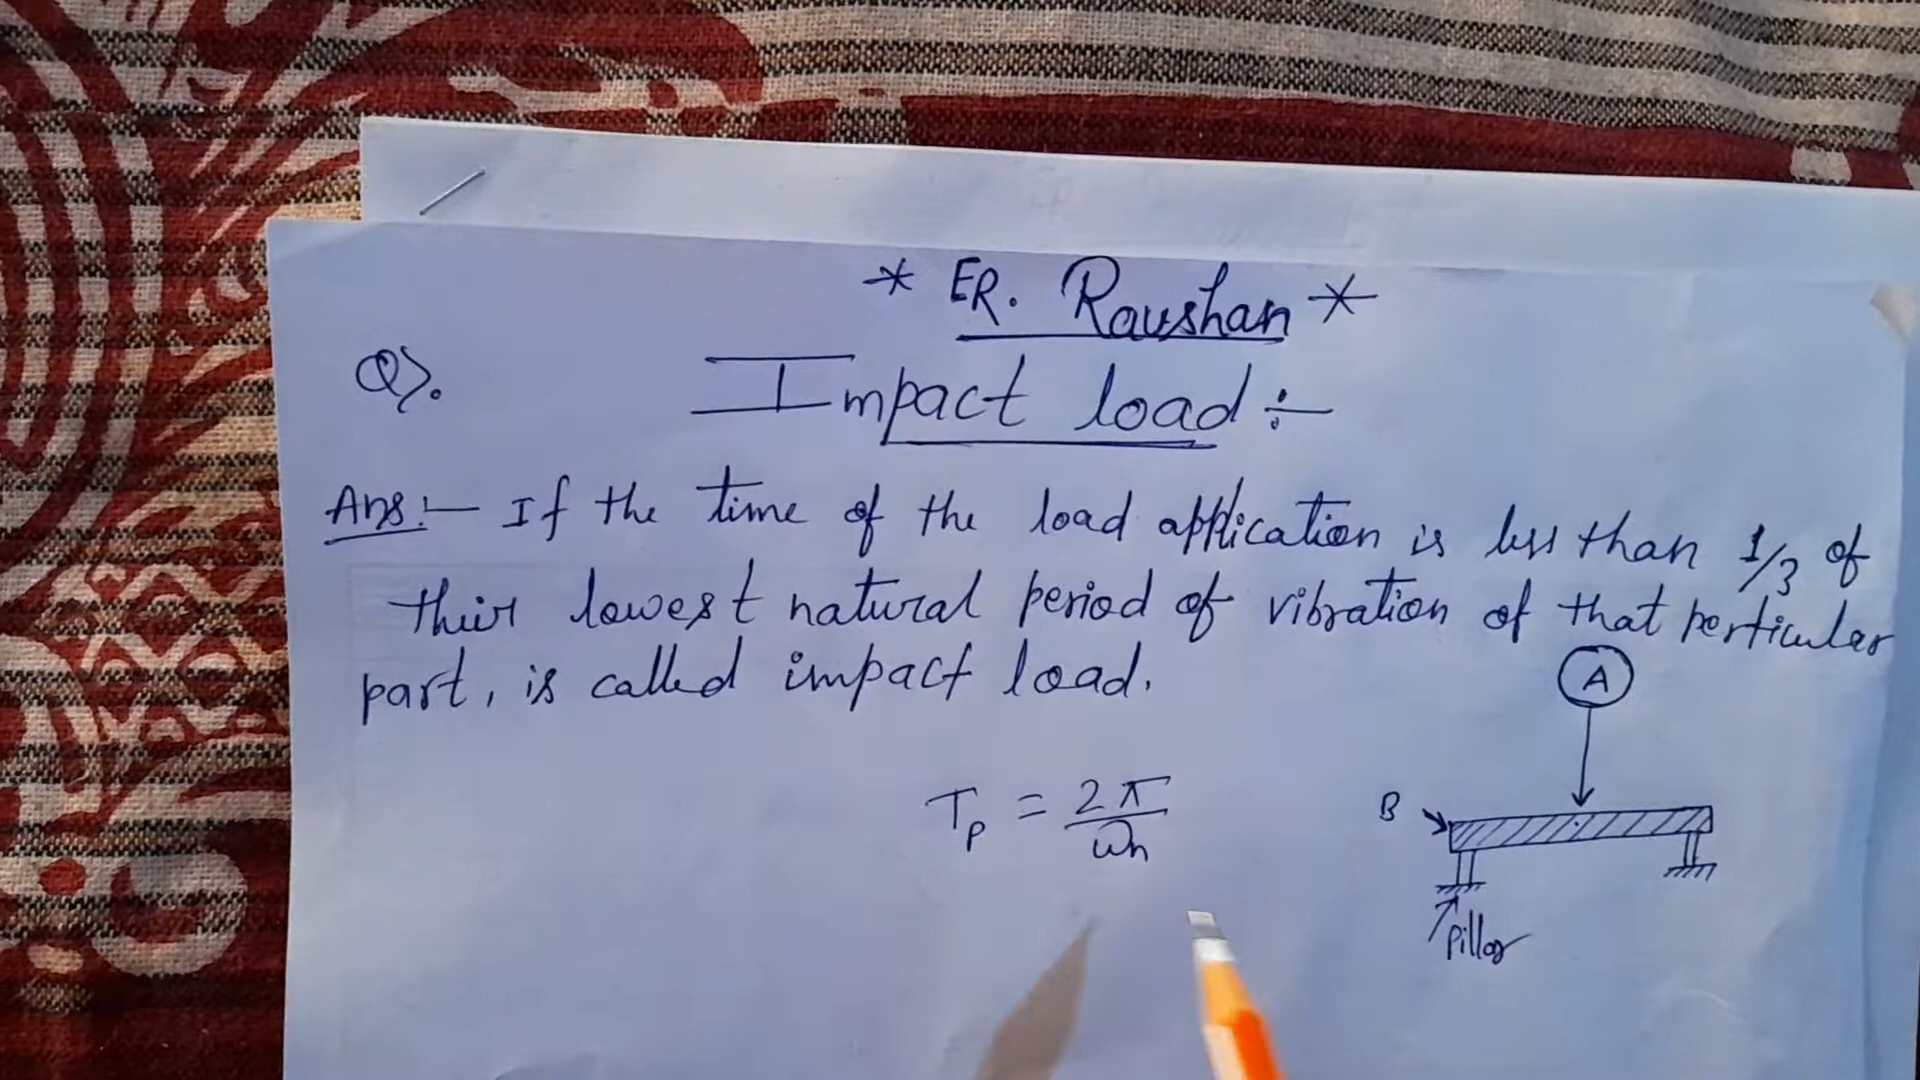 * ER. Raushan *
Q).
Impact load :-
Ans:- If the time of the load application is less than 1/3 of
their lowest natural period of vibration of that perticular
part, is called impact load.
A
Tp = 2π/ωn
B
Pillar